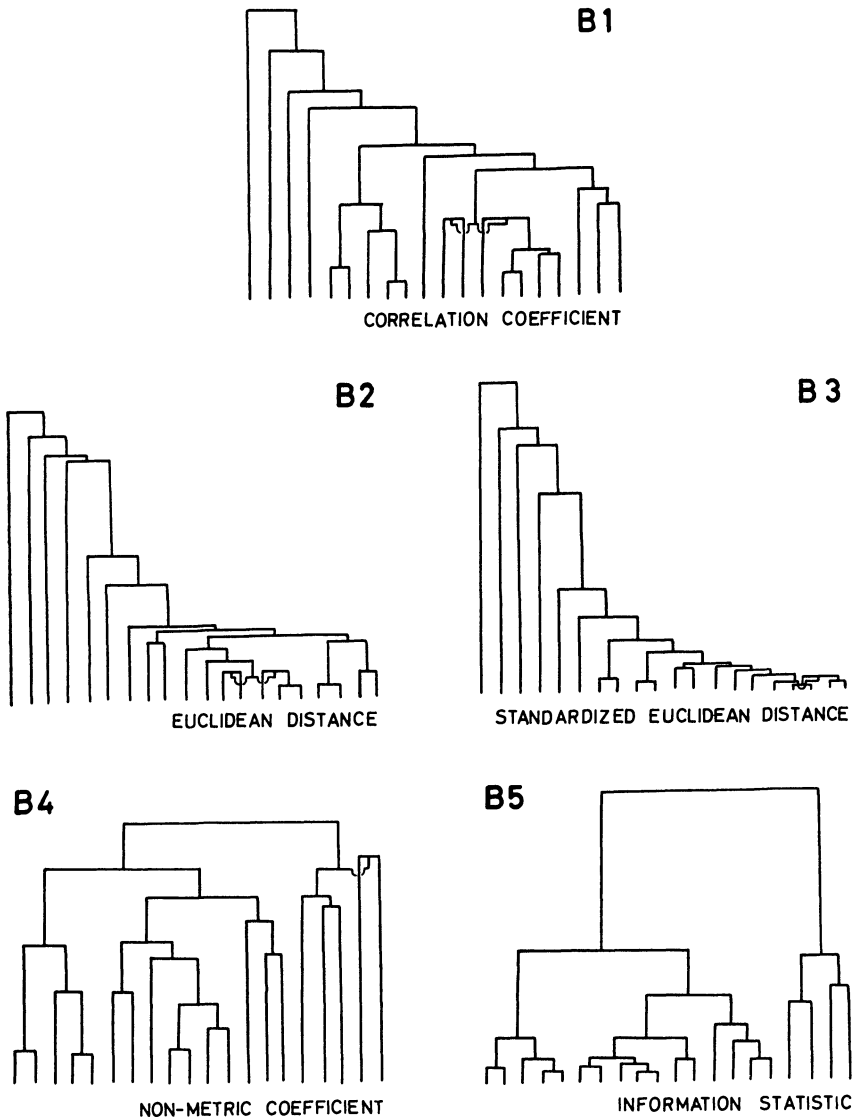 B1
CORRELATION COEFFICIENT
B2
B3
EUCLIDEAN DISTANCE
STANDARDIZED EUCLIDEAN DISTANCE
B4
B5
NON-METRIC COEFFICIENT
INFORMATION STATISTIC